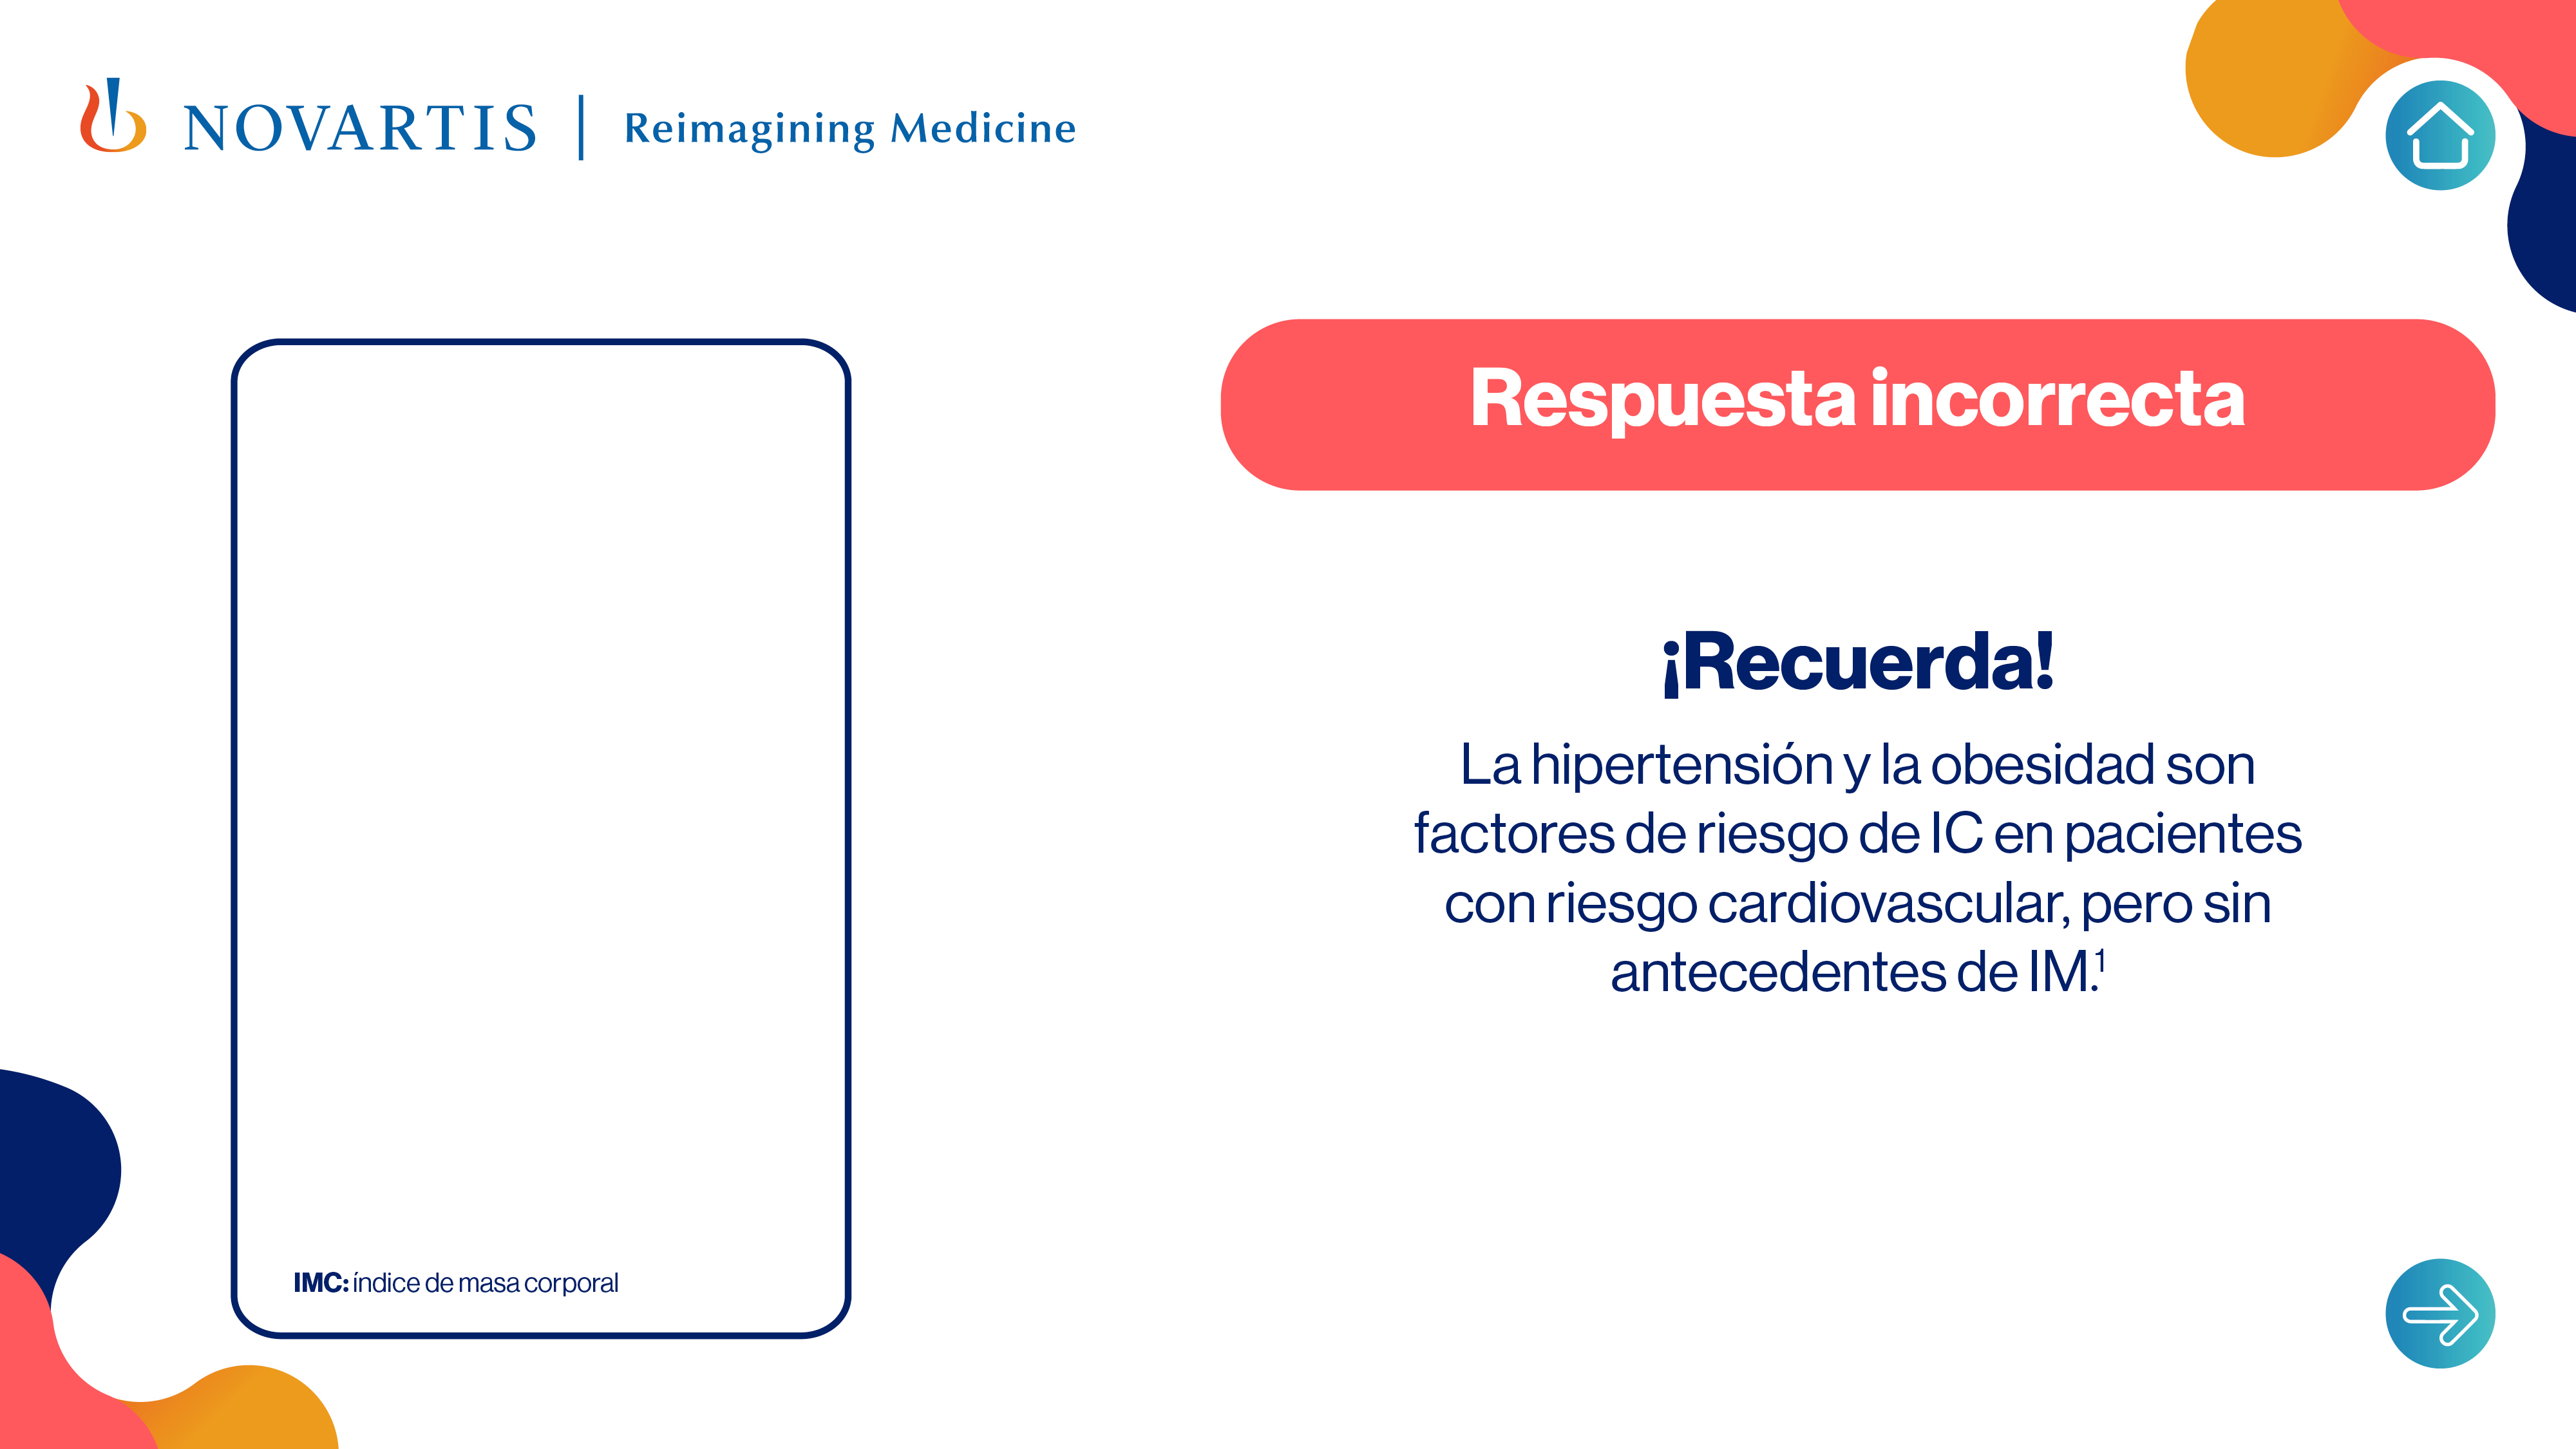 NOVARTIS | Reimagining Medicine
Respuesta incorrecta
¡Recuerda!
La hipertensión y la obesidad son
factores de riesgo de IC en pacientes
con riesgo cardiovascular, pero sin
antecedentes de IM.¹
IMC: índice de masa corporal